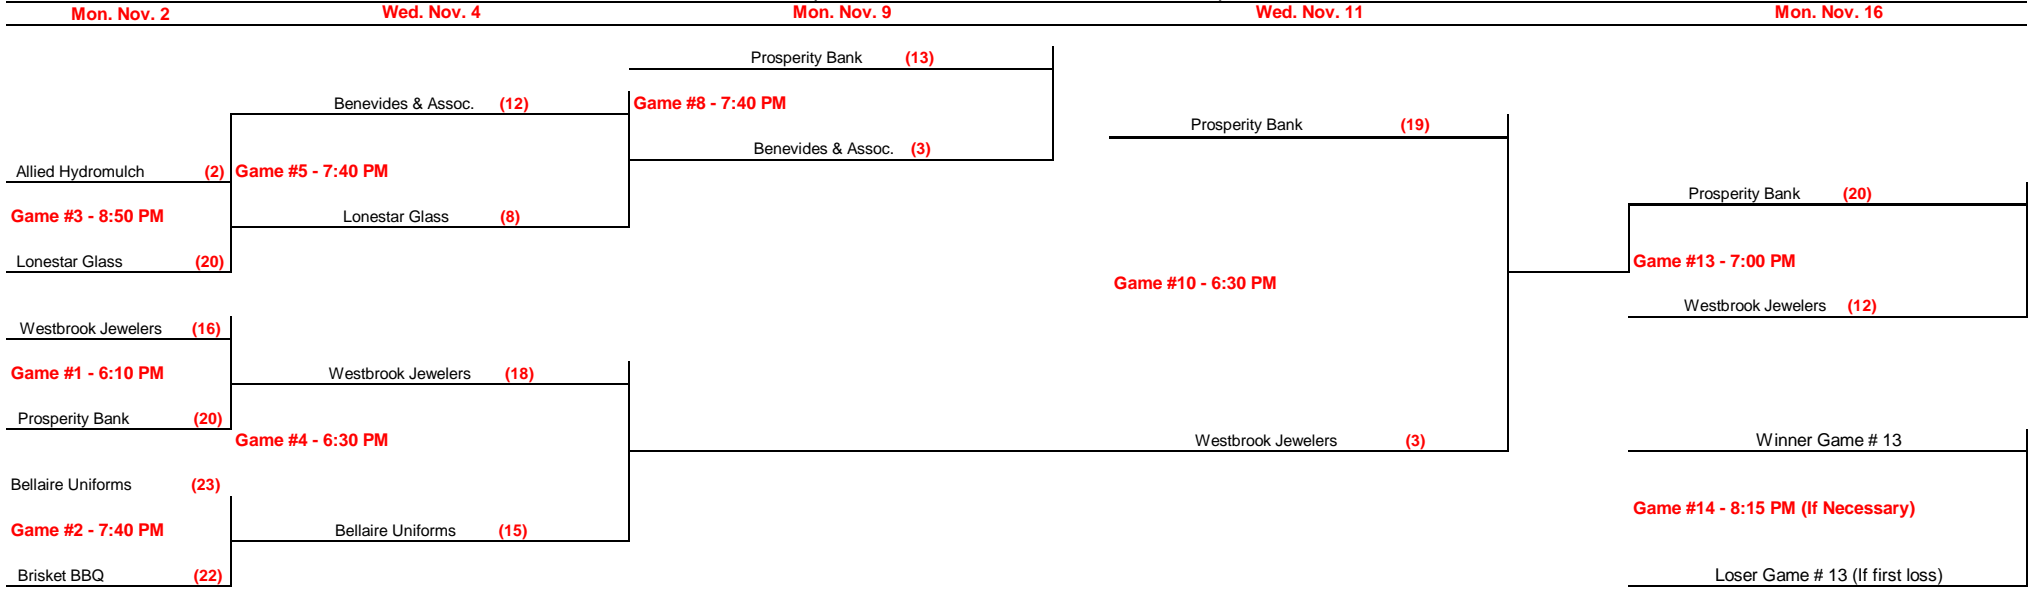 Mon. Nov. 2 Wed. Nov. 4 Mon. Nov. 9 Wed. Nov. 11 Mon. Nov. 16
Prosperity Bank (13)
Benevides & Assoc. (12) Game #8 - 7:40 PM
Prosperity Bank (19)
Benevides & Assoc. (3)
Allied Hydromulch (2) Game #5 - 7:40 PM
Prosperity Bank (20)
Game #3 - 8:50 PM Lonestar Glass (8)
Lonestar Glass (20) Game #13 - 7:00 PM
Game #10 - 6:30 PM
Westbrook Jewelers (12)
Westbrook Jewelers (16)
Game #1 - 6:10 PM Westbrook Jewelers (18)
Prosperity Bank (20)
Game #4 - 6:30 PM Westbrook Jewelers (3) Winner Game # 13
Bellaire Uniforms (23)
Game #14 - 8:15 PM (If Necessary)
Game #2 - 7:40 PM Bellaire Uniforms (15)
Brisket BBQ (22) Loser Game # 13 (If first loss)